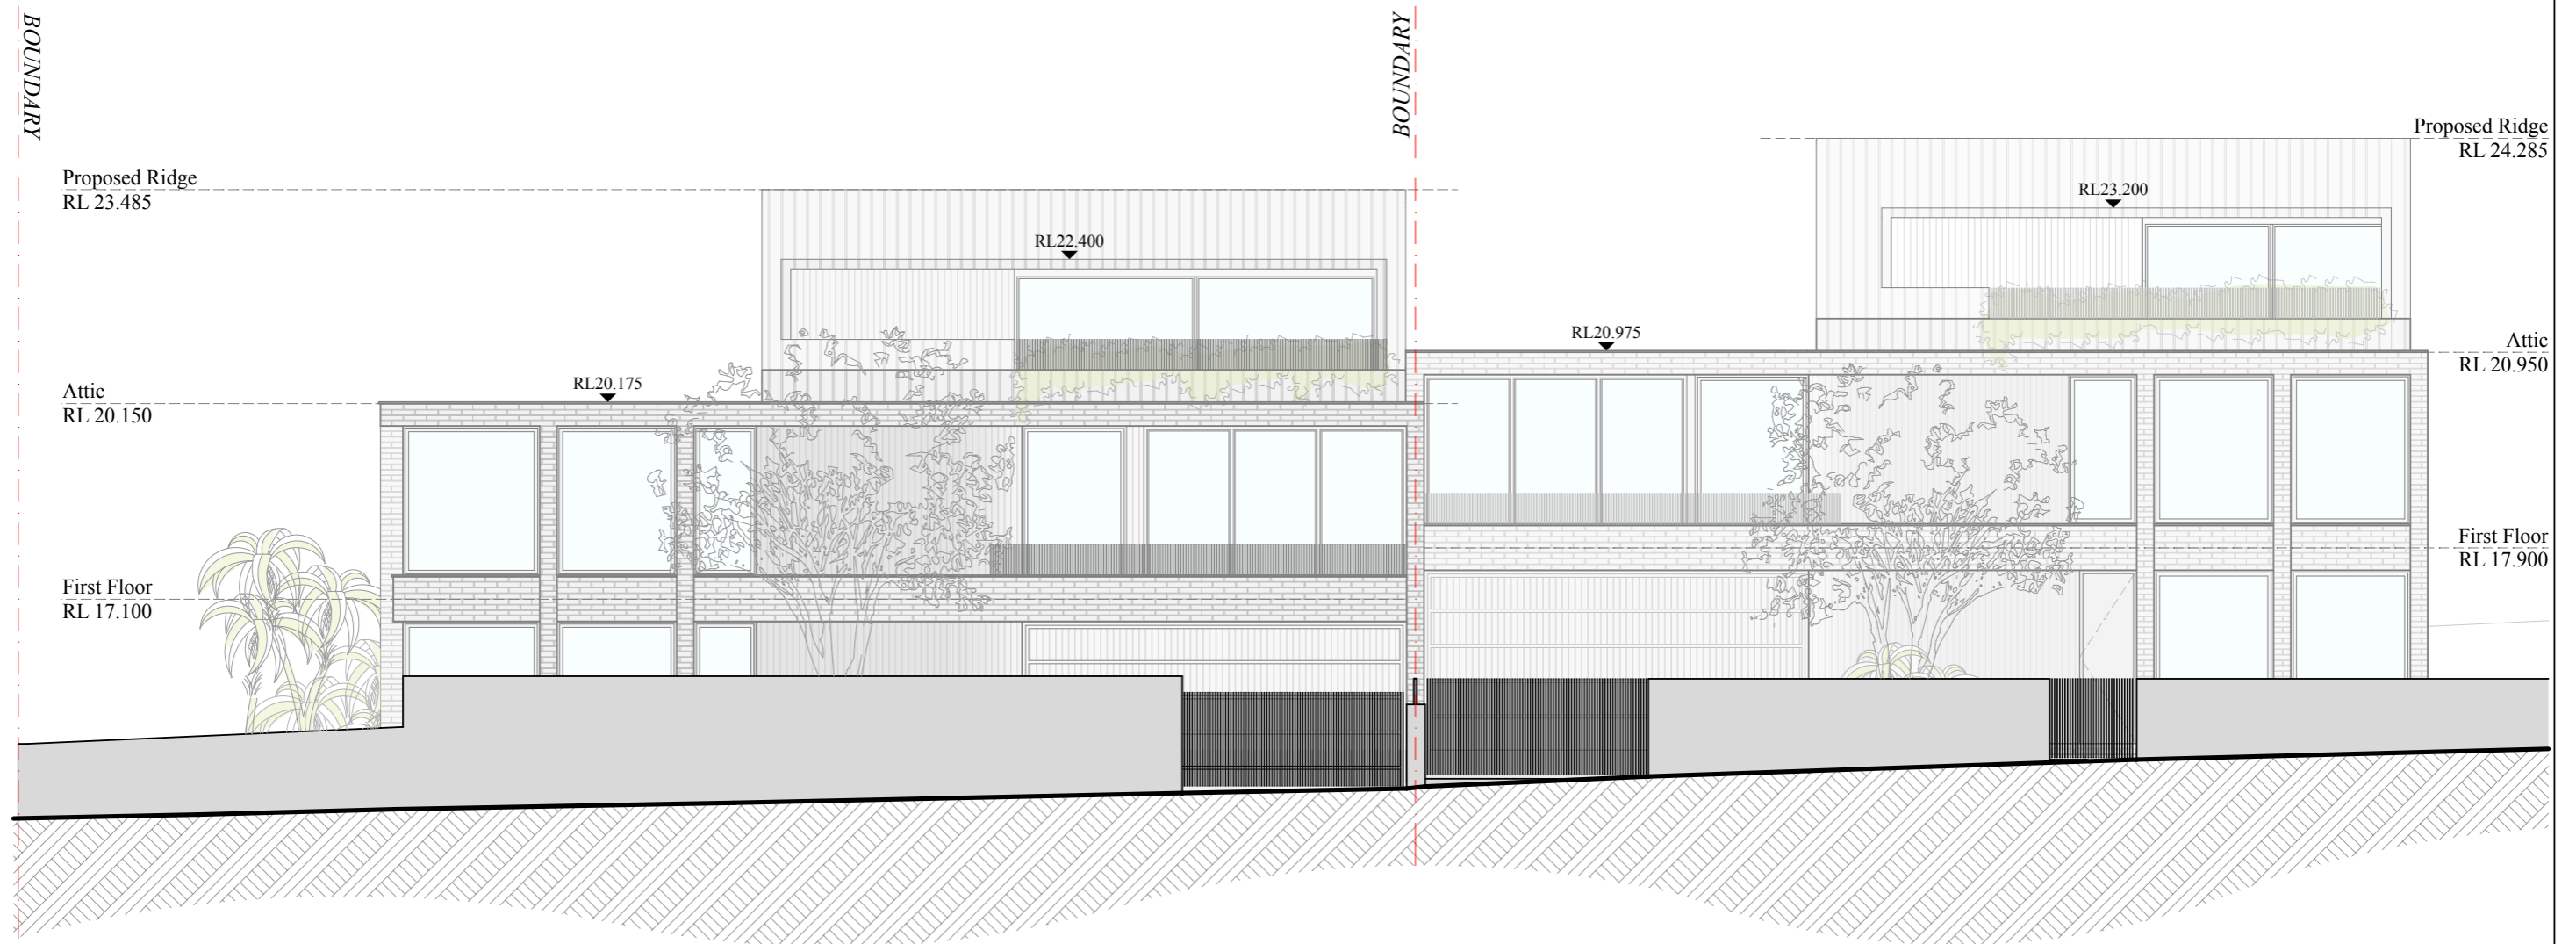 BOUNDARY
BOUNDARY
Proposed Ridge
RL 24.285
Proposed Ridge
RL 23.485
RL23.200
RL22.400
RL20.975
Attic
RL 20.950
RL20.175
Attic
RL 20.150
First Floor
RL 17.900
First Floor
RL 17.100